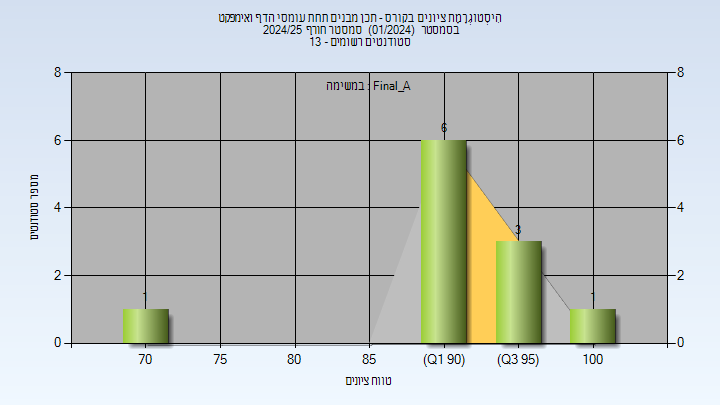 היסטוגרמת ציונים בקורס - תכן מבנים תחת עומסי הדף ואימפקט
בסמסטר (01/2024) סמסטר חורף 2024/25
סטודנטים רשומים - 13
במשימה : Final_A
מספר סטודנטים
8 8
6 6
4 4
2 2
0 0
6
3
1
1
70 75 80 85 (Q1 90) (Q3 95) 100
טווח ציונים